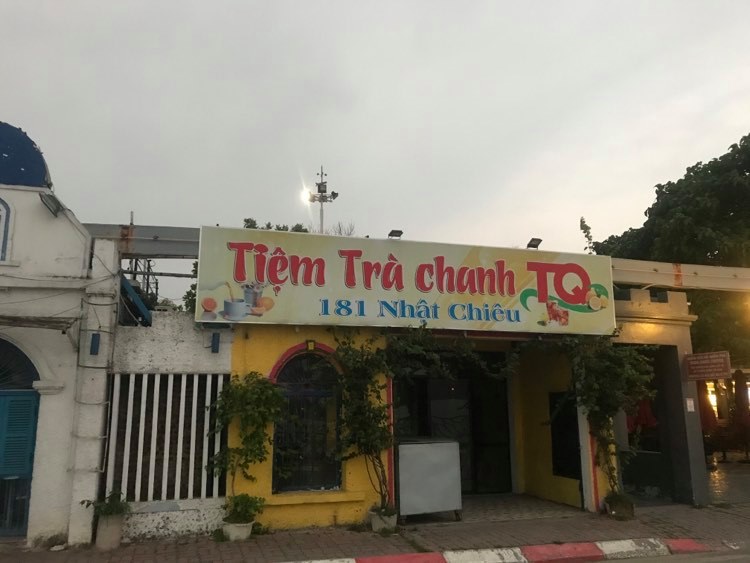 Tiệm Trà chanh TQ
181 Nhật Chiêu